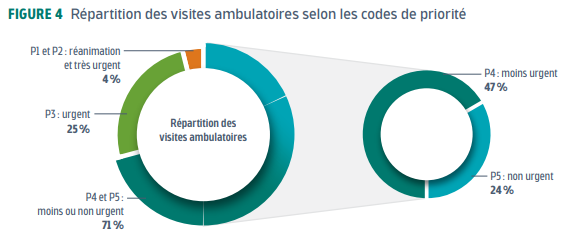 FIGURE 4 Répartition des visites ambulatoires selon les codes de priorité
P1 et P2 : réanimation
et très urgent
4 %
P3 : urgent
25 %
P4 et P5 :
moins ou non urgent
71 %
Répartition des
visites ambulatoires
P4 : moins urgent
47 %
P5 : non urgent
24 %